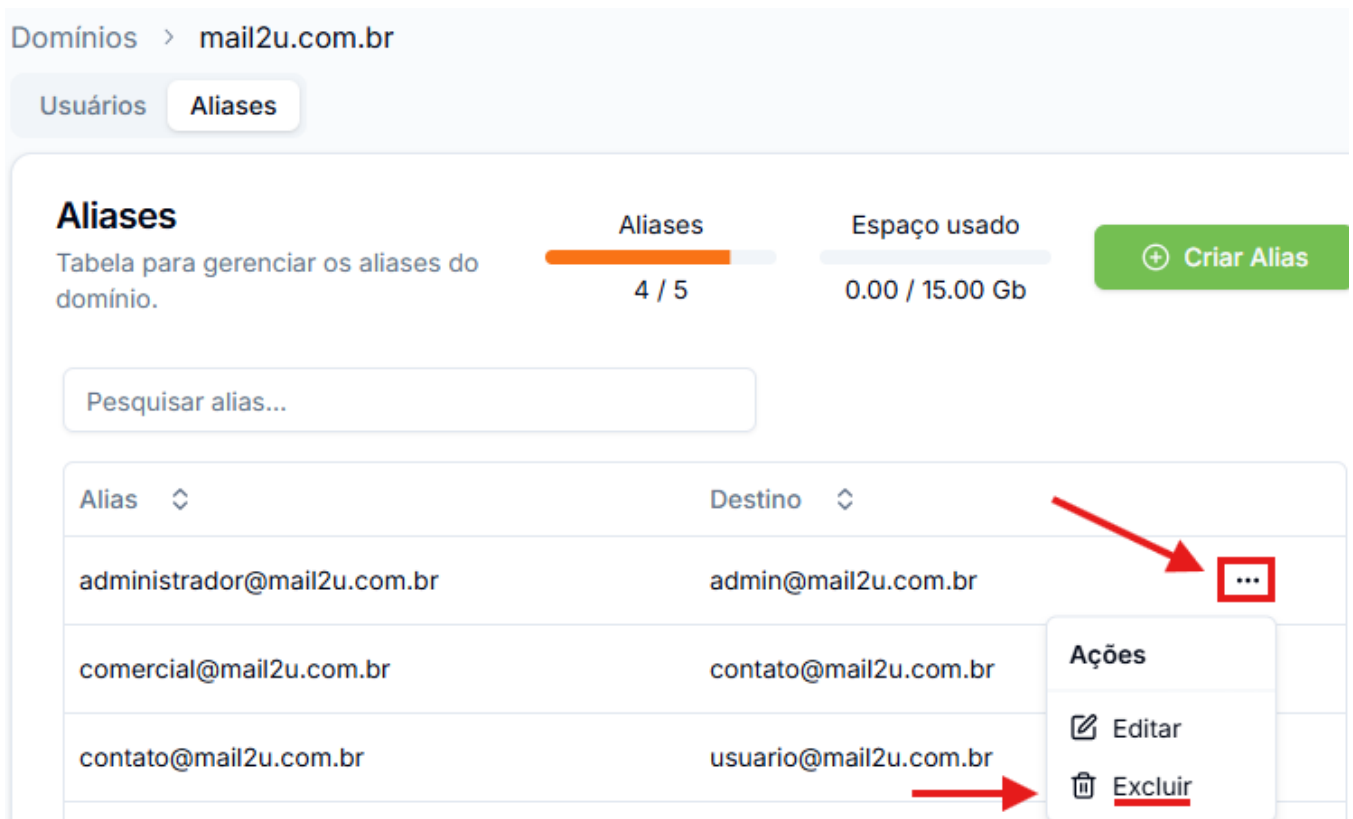 Domínios > mail2u.com.br
Usuários Aliases
Aliases
Tabela para gerenciar os aliases do
domínio.
Aliases
4 / 5
Espaço usado
0.00 / 15.00 Gb
Criar Alias
Pesquisar alias...
Alias Destino
administrador@mail2u.com.br admin@mail2u.com.br ...
comercial@mail2u.com.br contato@mail2u.com.br
contato@mail2u.com.br usuario@mail2u.com.br
Ações
Editar
Excluir